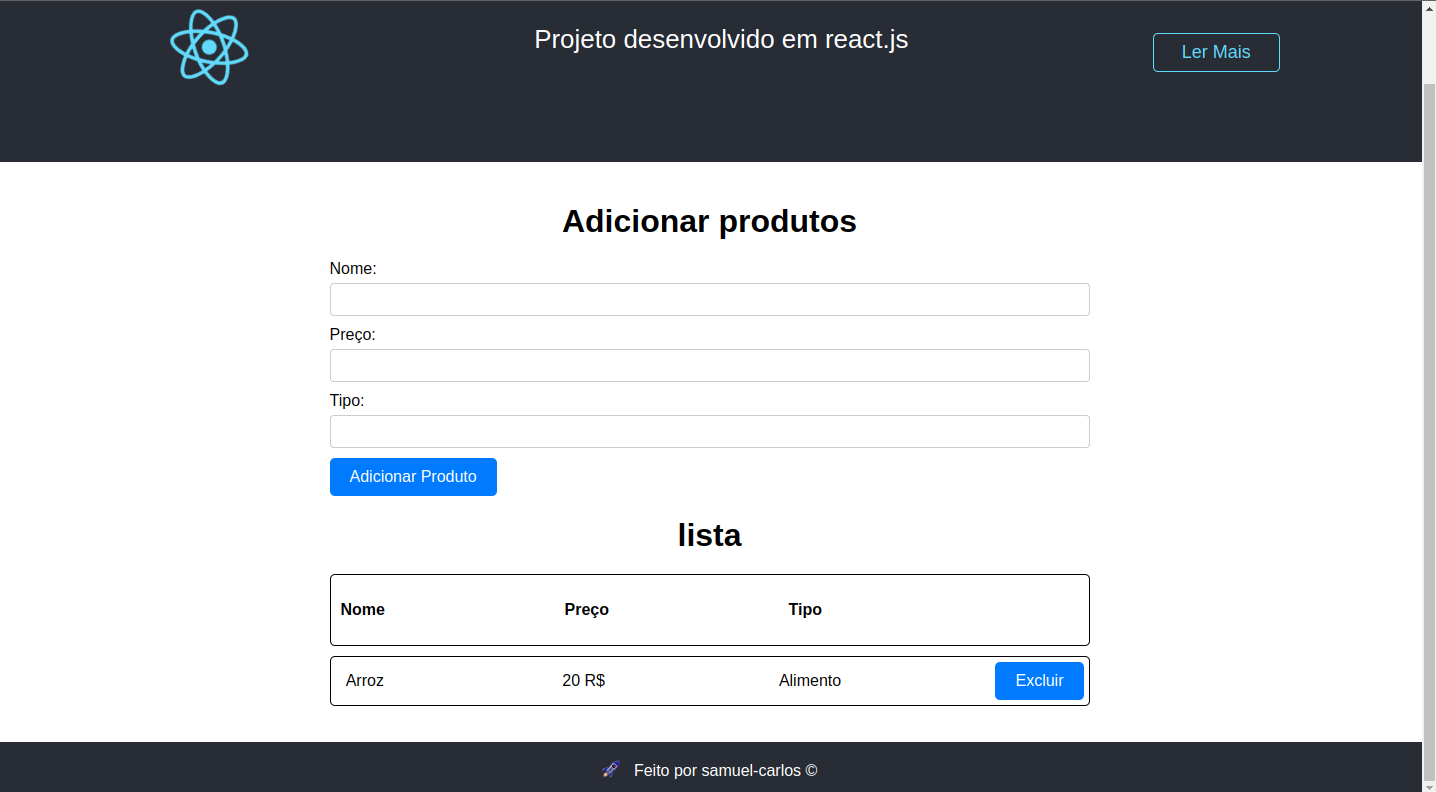 Projeto desenvolvido em react.js
Ler Mais
Adicionar produtos
Nome:
Preço:
Tipo:
Adicionar Produto
lista
Nome Preço Tipo
Arroz 20 R$ Alimento Excluir
🚀 Feito por samuel-carlos ©